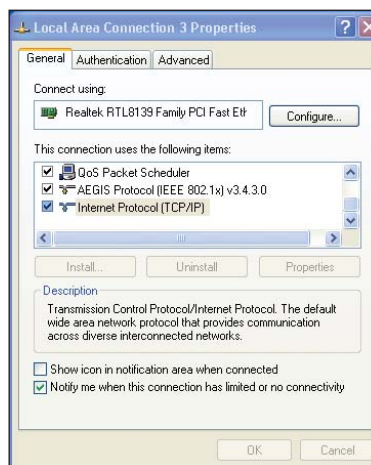 Local Area Connection 3 Properties
General Authentication Advanced
Connect using:
Realtek RTL8139 Family PCI Fast Eth
Configure...
This connection uses the following items:
QoS Packet Scheduler
AEGIS Protocol (IEEE 802.1x) v3.4.3.0
Internet Protocol (TCP/IP)
Install... Uninstall Properties
Description
Transmission Control Protocol/Internet Protocol. The default
wide area network protocol that provides communication
across diverse interconnected networks.
Show icon in notification area when connected
Notify me when this connection has limited or no connectivity
OK Cancel